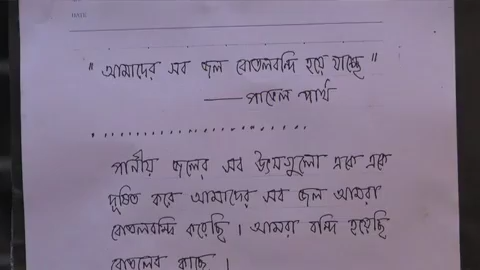 " আমাদের সব জল বোতলবন্দি হয়ে যাচ্ছে "
— পাভেল পার্থ
পানীয় জলের সব উৎসগুলো একে একে
দূষিত করে আমাদের সব জল আমরা
বোতলবন্দি করেছি । আমরা বন্দি হয়েছি
বোতলের কাছে ।